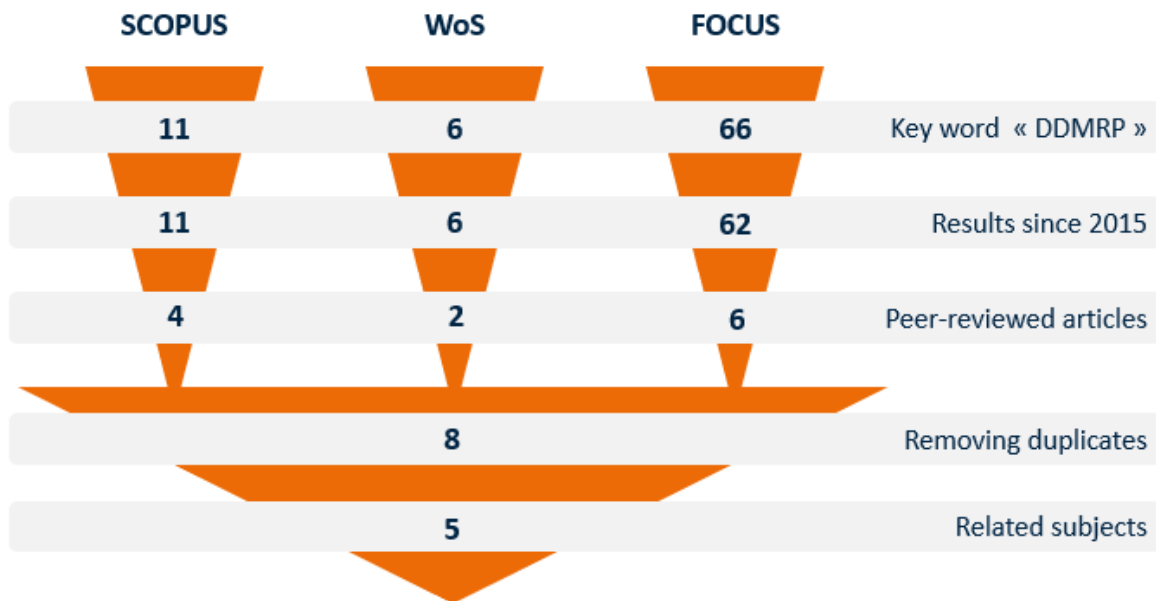 SCOPUS WoS FOCUS
11 6 66 Key word « DDMRP »
11 6 62 Results since 2015
4 2 6 Peer-reviewed articles
8 Removing duplicates
5 Related subjects